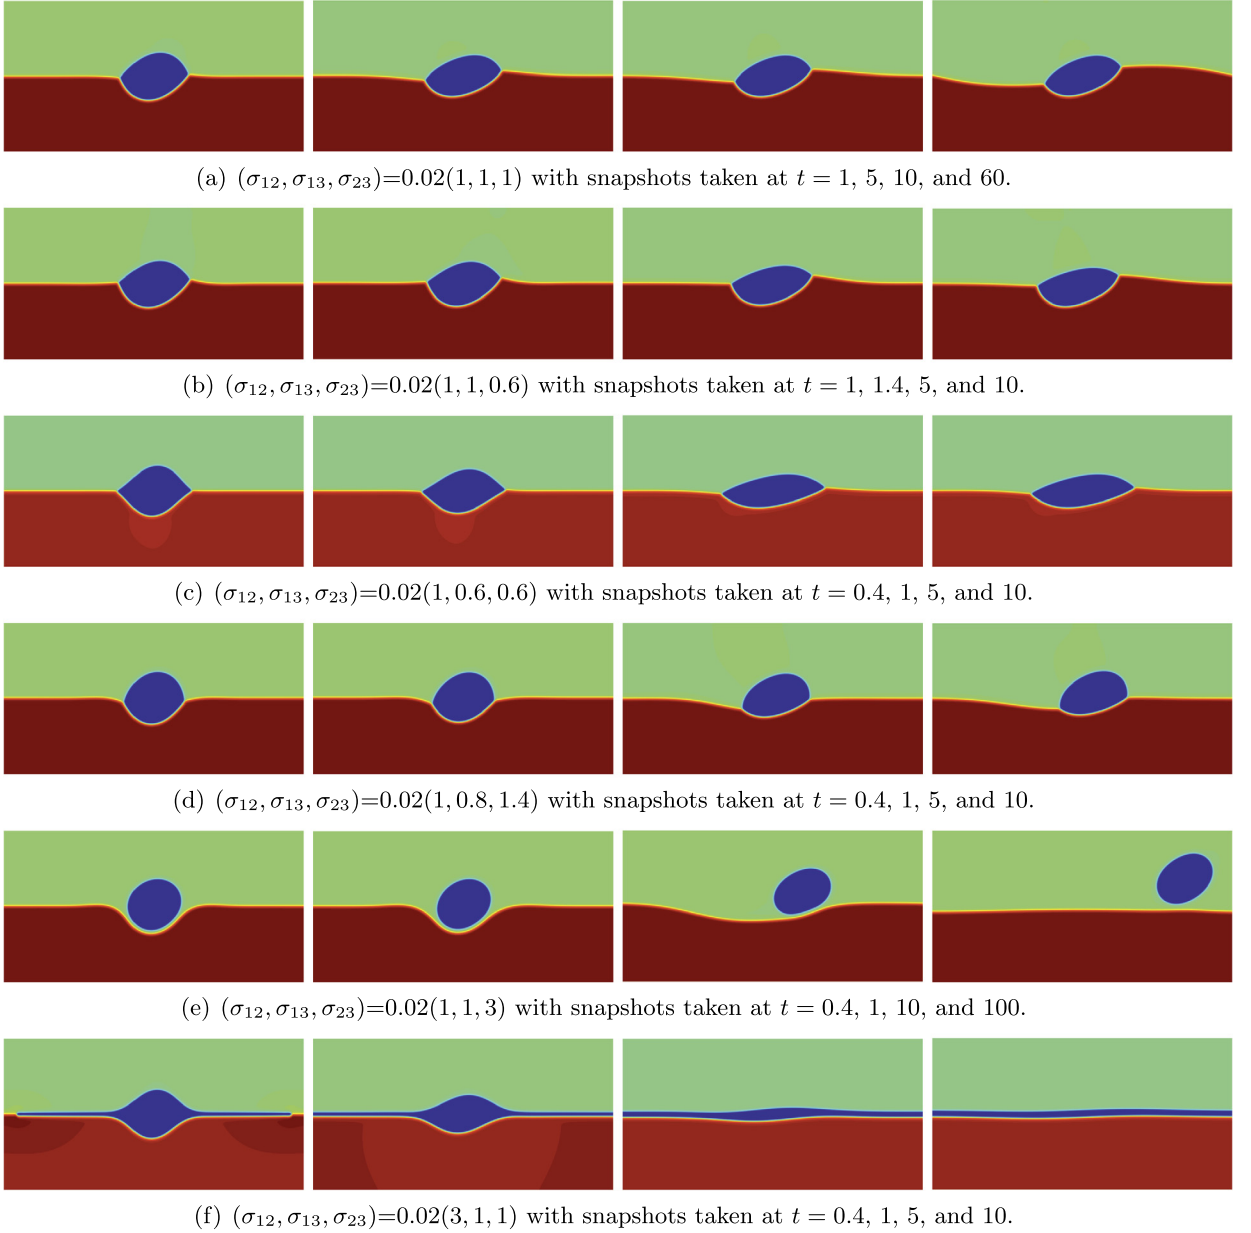 (a) (σ₁₂, σ₁₃, σ₂₃)=0.02(1, 1, 1) with snapshots taken at t = 1, 5, 10, and 60.
(b) (σ₁₂, σ₁₃, σ₂₃)=0.02(1, 1, 0.6) with snapshots taken at t = 1, 1.4, 5, and 10.
(c) (σ₁₂, σ₁₃, σ₂₃)=0.02(1, 0.6, 0.6) with snapshots taken at t = 0.4, 1, 5, and 10.
(d) (σ₁₂, σ₁₃, σ₂₃)=0.02(1, 0.8, 1.4) with snapshots taken at t = 0.4, 1, 5, and 10.
(e) (σ₁₂, σ₁₃, σ₂₃)=0.02(1, 1, 3) with snapshots taken at t = 0.4, 1, 10, and 100.
(f) (σ₁₂, σ₁₃, σ₂₃)=0.02(3, 1, 1) with snapshots taken at t = 0.4, 1, 5, and 10.